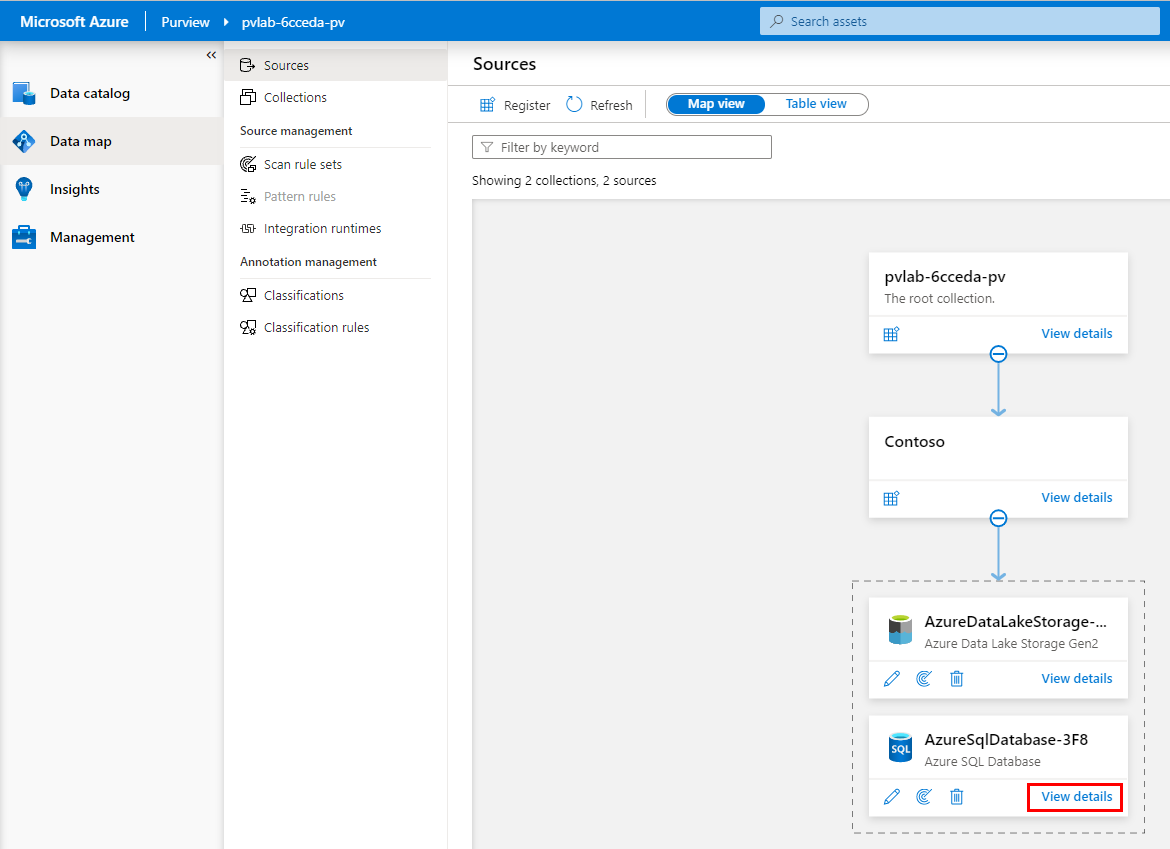 Microsoft Azure Purview pvlab-6cceda-pv Search assets
«
Data catalog
Data map
Insights
Management
Sources
Collections
Source management
Scan rule sets
Pattern rules
Integration runtimes
Annotation management
Classifications
Classification rules
Sources
Register Refresh Map view Table view
Filter by keyword
Showing 2 collections, 2 sources
pvlab-6cceda-pv
The root collection.
View details
Contoso
View details
AzureDataLakeStorage-...
Azure Data Lake Storage Gen2
View details
SQL
AzureSqlDatabase-3F8
Azure SQL Database
View details